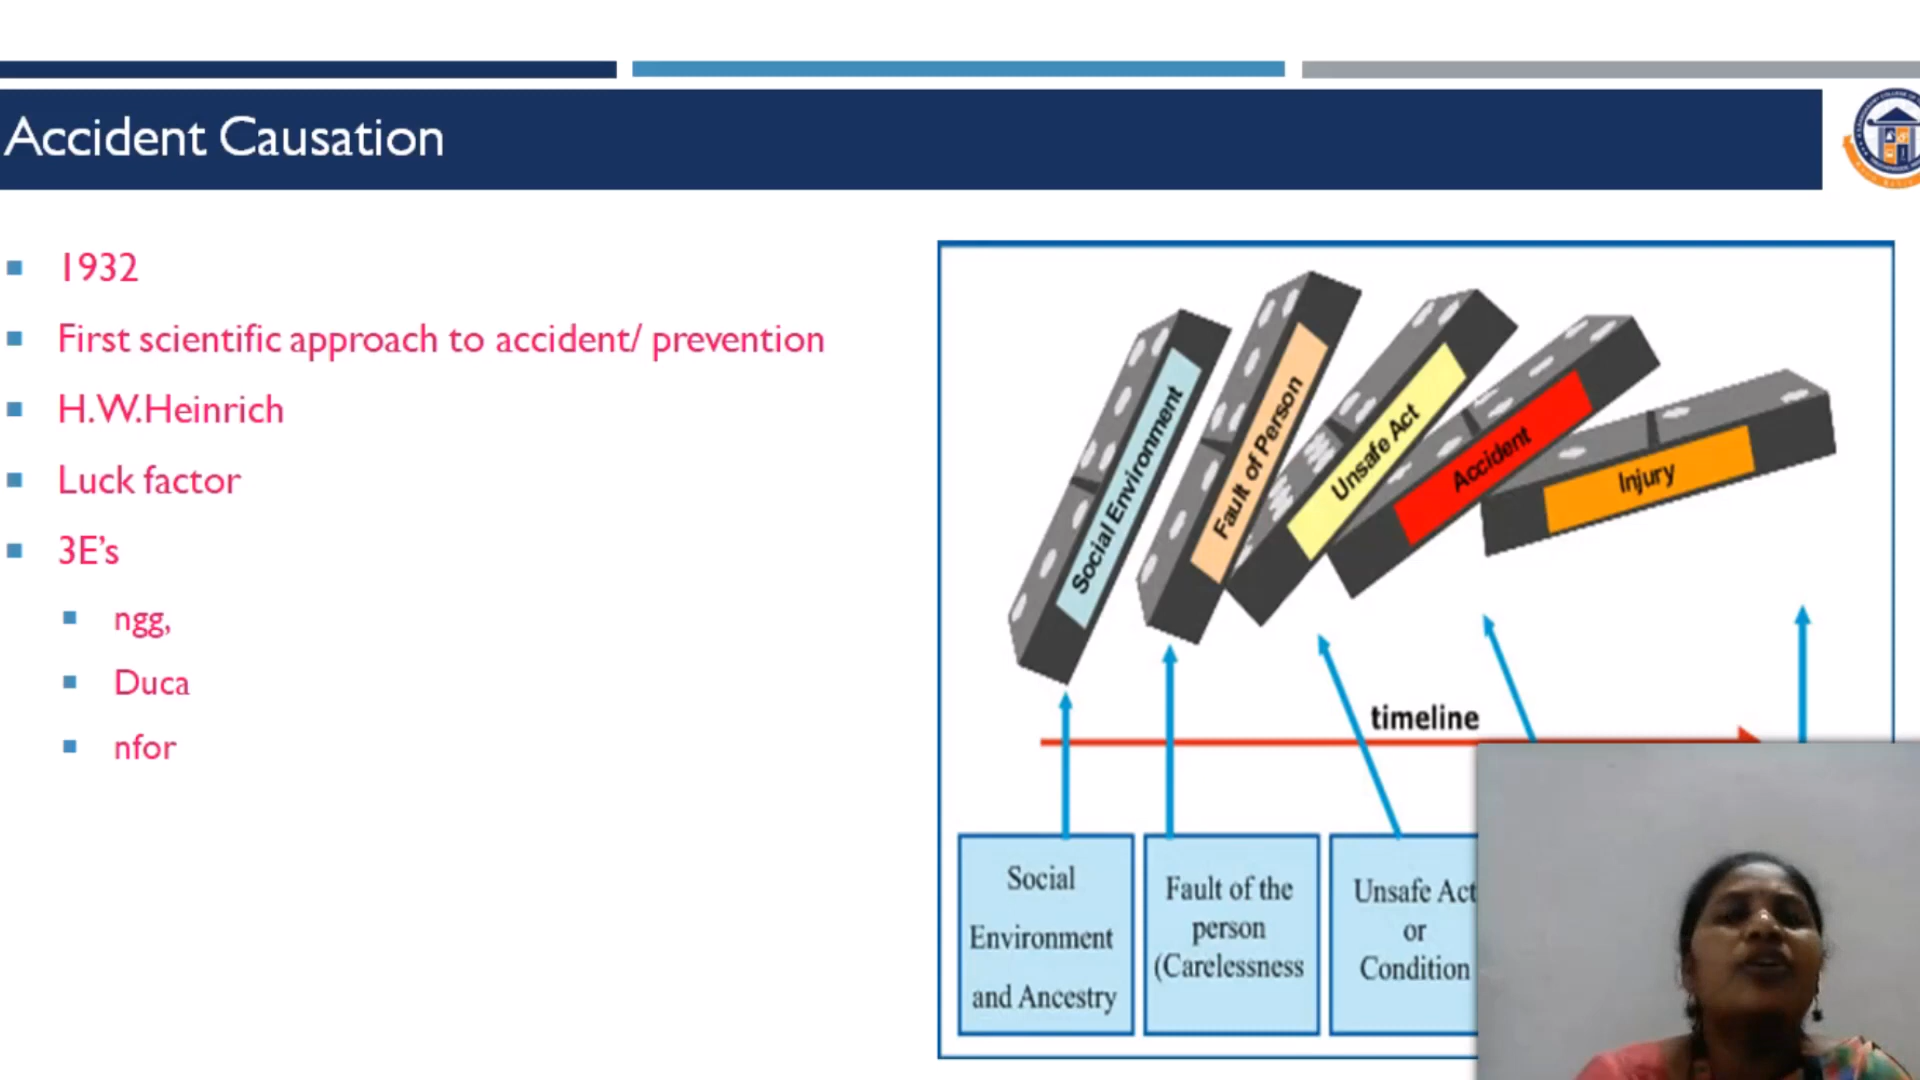 Accident Causation
1932
First scientific approach to accident/ prevention
H.W.Heinrich
Luck factor
3E's
ngg,
Duca
nfor
Social Environment
Fault of Person
Unsafe Act
Accident
Injury
timeline
Social
Environment
and Ancestry
Fault of the
person
(Carelessness
Unsafe Act
or
Condition